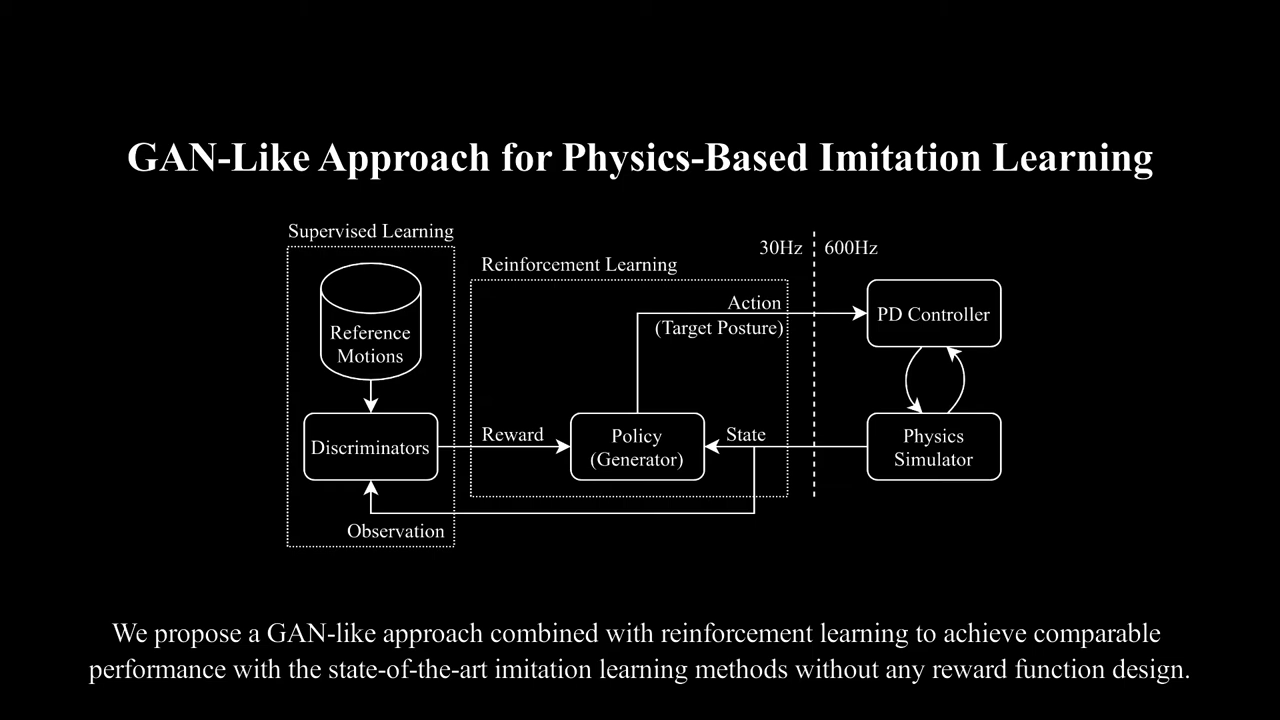 GAN-Like Approach for Physics-Based Imitation Learning
Supervised Learning
Reference
Motions
Discriminators
Observation
Reinforcement Learning
Reward
Policy
(Generator)
Action
(Target Posture)
State
30Hz
600Hz
PD Controller
Physics
Simulator
We propose a GAN-like approach combined with reinforcement learning to achieve comparable
performance with the state-of-the-art imitation learning methods without any reward function design.